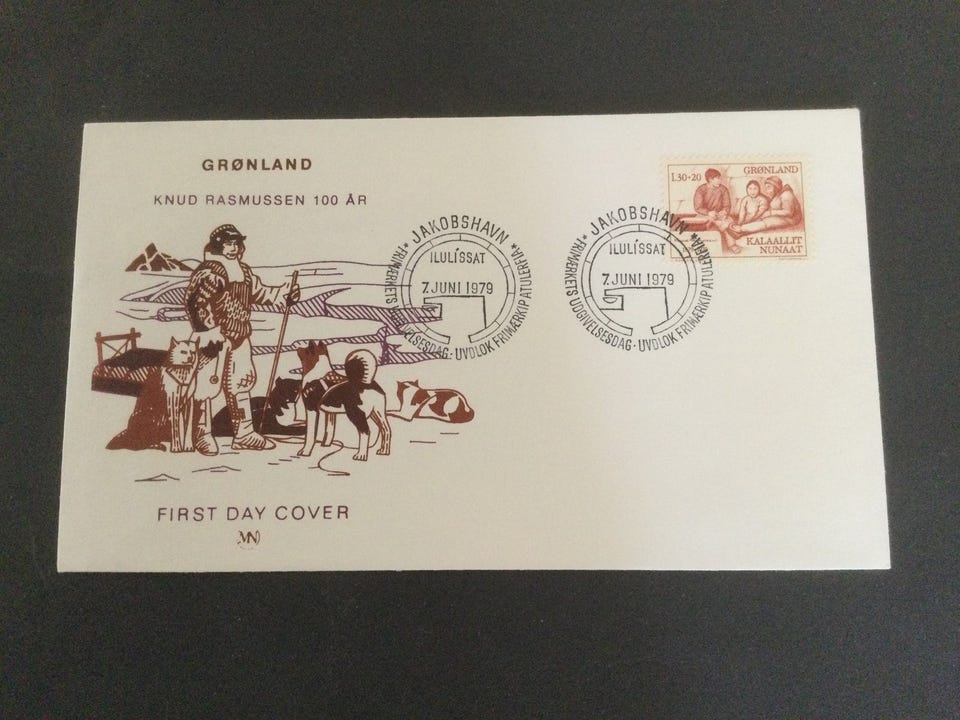 GRØNLAND
KNUD RASMUSSEN 100 ÅR
FIRST DAY COVER
MN
JAKOBSHAVN
ILULÍSSAT
7. JUNI 1979
*FRIMÆRKETS UDGIVELSESDAG · UVDLOK FRIMÆRKIP ATULERFIA*
JAKOBSHAVN
ILULÍSSAT
7. JUNI 1979
*FRIMÆRKETS UDGIVELSESDAG · UVDLOK FRIMÆRKIP ATULERFIA*
1.30+20 GRØNLAND
KALAALLIT
NUNAAT